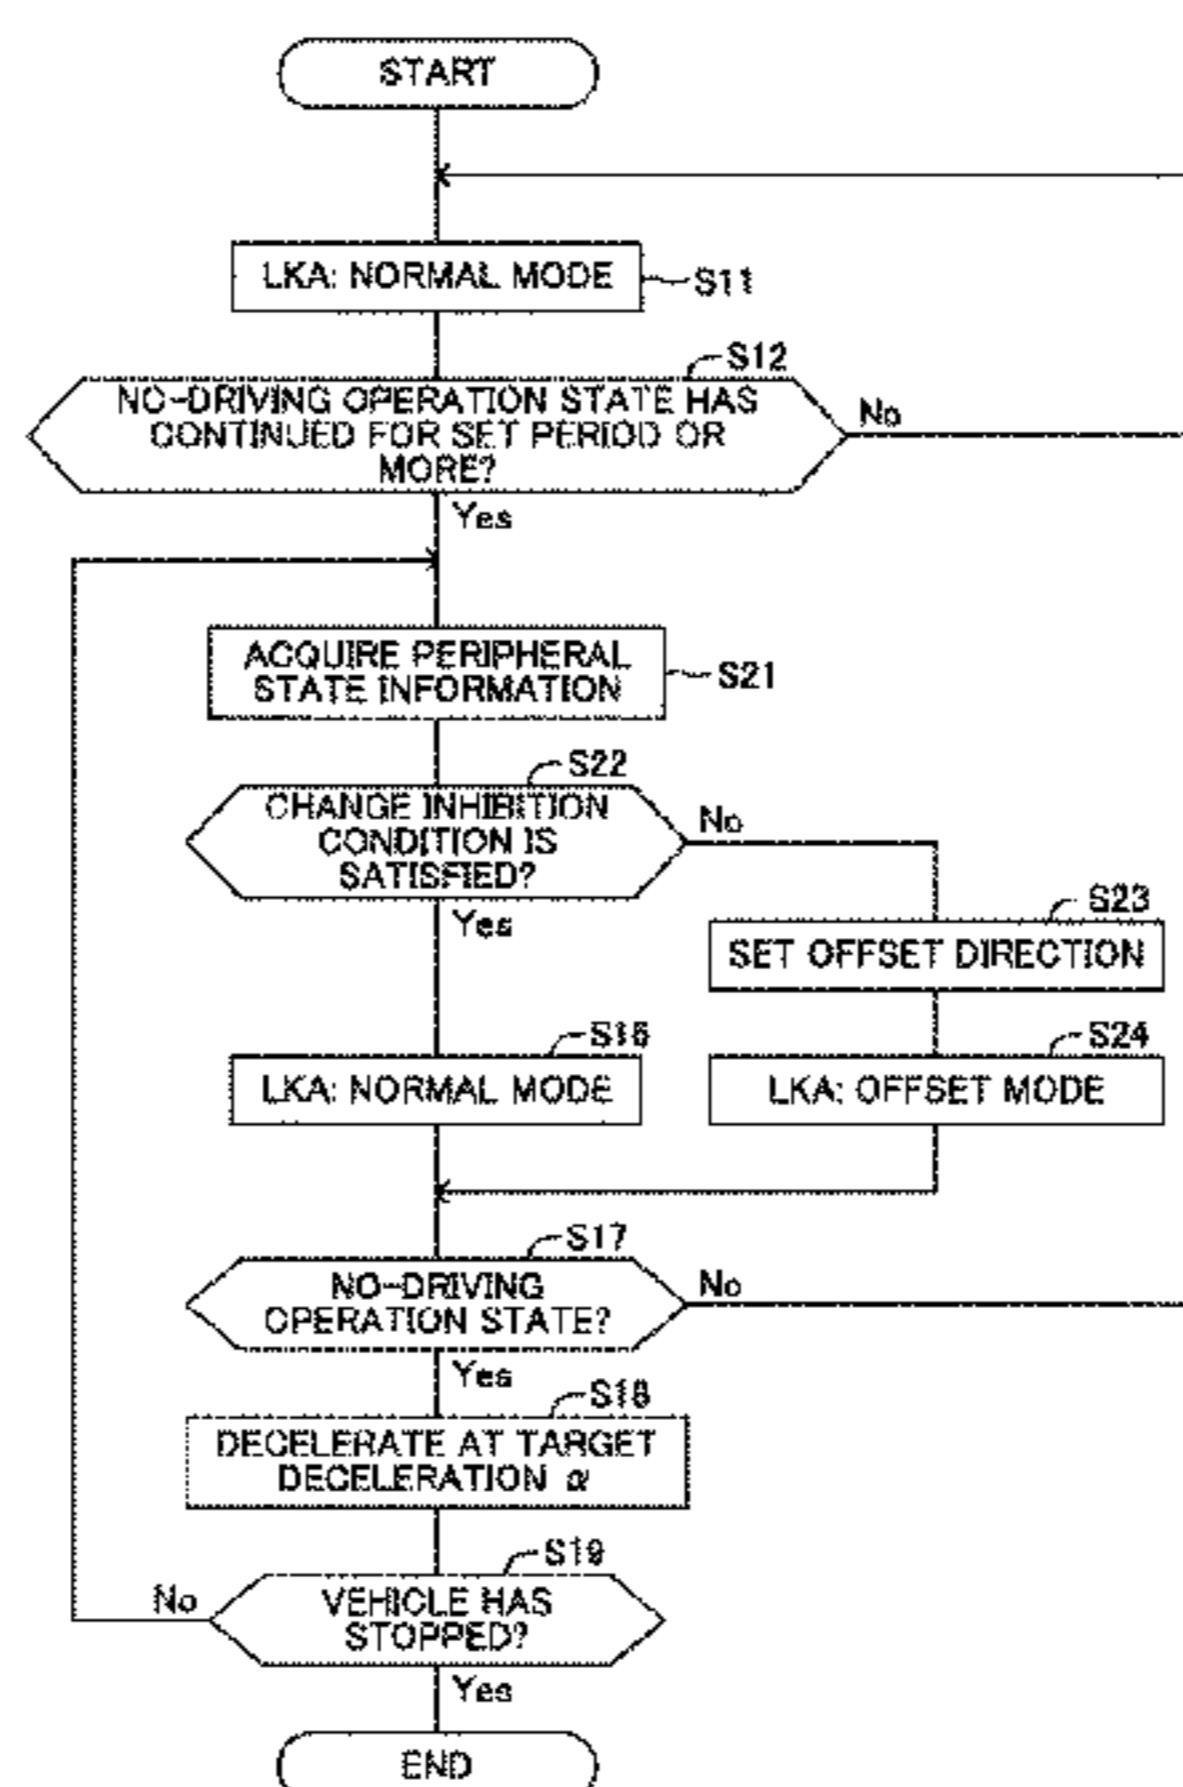 START
LKA: NORMAL MODE
S11
S12
NO-DRIVING OPERATION STATE HAS
CONTINUED FOR SET PERIOD OR
MORE?
No
Yes
ACQUIRE PERIPHERAL
STATE INFORMATION
S21
S22
CHANGE INHIBITION
CONDITION IS
SATISFIED?
No
Yes
S23
SET OFFSET DIRECTION
S16
LKA: NORMAL MODE
S24
LKA: OFFSET MODE
S17
NO-DRIVING
OPERATION STATE?
No
Yes
S18
DECELERATE AT TARGET
DECELERATION α
S19
VEHICLE HAS
STOPPED?
No
Yes
END